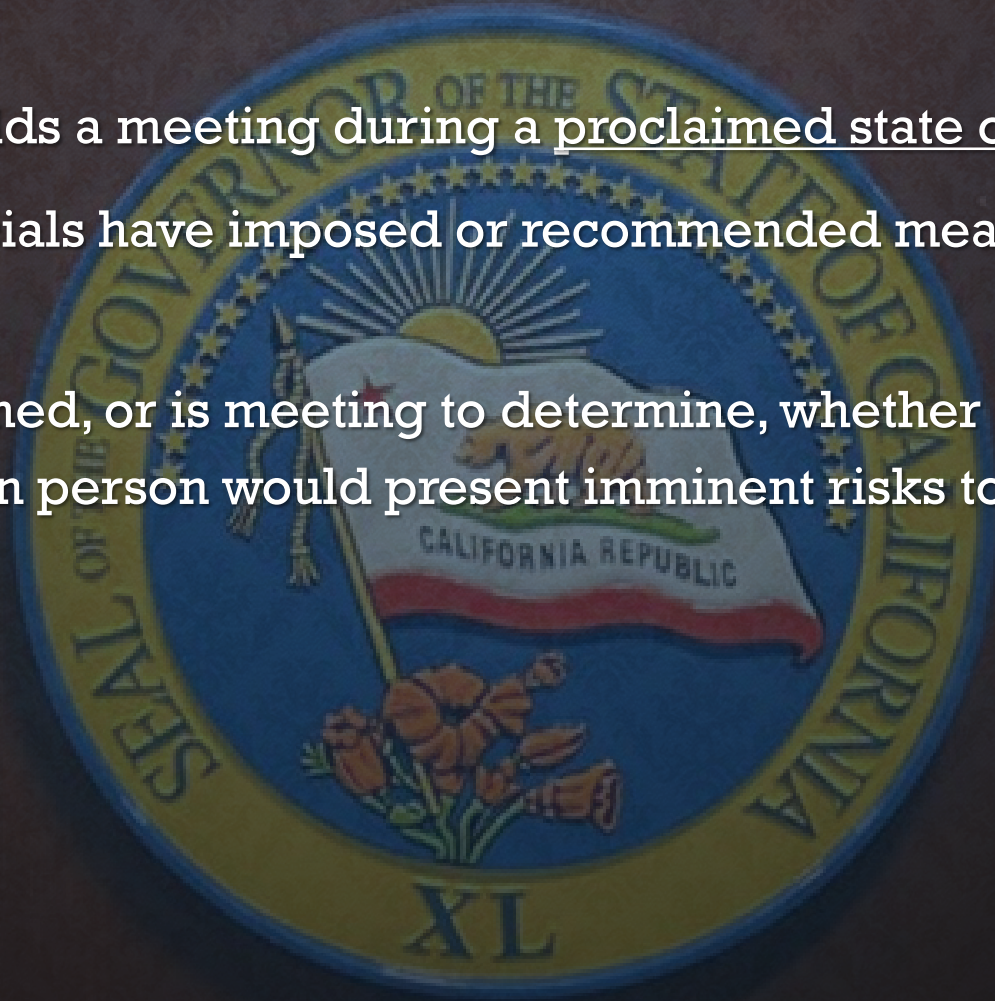 lds a meeting during a proclaimed state
ials have imposed or recommended mea
ned, or is meeting to determine, whether
n person would present imminent risks to
SEAL OF THE GOVERNOR OF THE STATE OF CALIFORNIA
CALIFORNIA REPUBLIC
XL